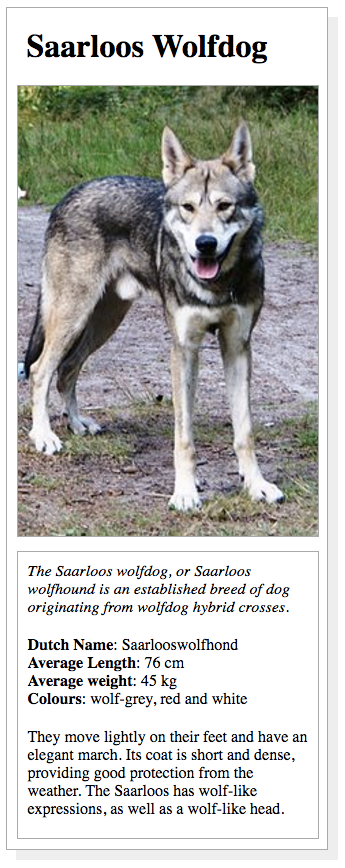 Saarloos Wolfdog
The Saarloos wolfdog, or Saarloos
wolfhound is an established breed of dog
originating from wolfdog hybrid crosses.
Dutch Name: Saarlooswolfhond
Average Length: 76 cm
Average weight: 45 kg
Colours: wolf-grey, red and white
They move lightly on their feet and have an
elegant march. Its coat is short and dense,
providing good protection from the
weather. The Saarloos has wolf-like
expressions, as well as a wolf-like head.